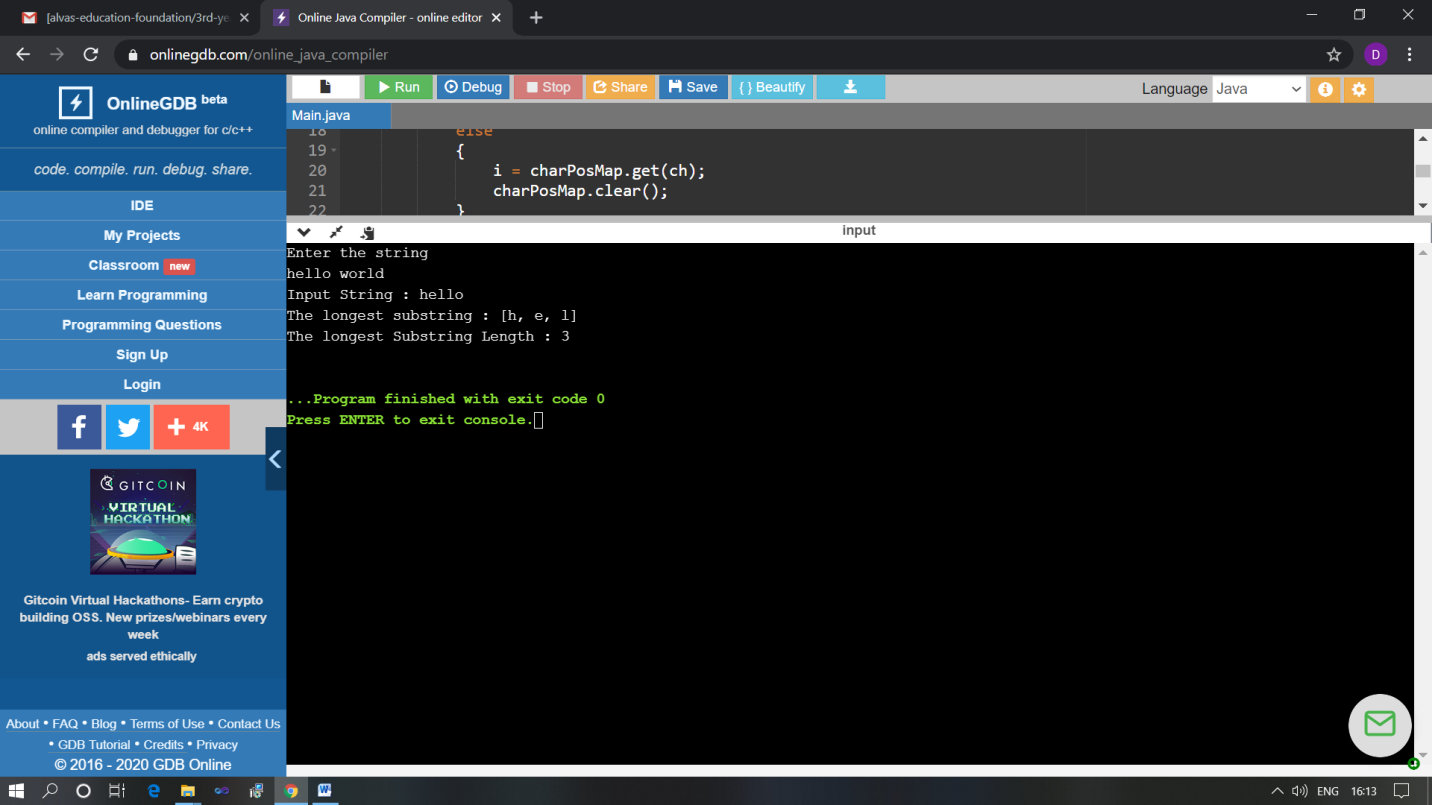 [alvas-education-foundation/3rd-ye
Online Java Compiler - online editor
onlinegdb.com/online_java_compiler
D
OnlineGDB beta
online compiler and debugger for c/c++
code. compile. run. debug. share.
IDE
My Projects
Classroom new
Learn Programming
Programming Questions
Sign Up
Login
4K
GITCOIN
VIRTUAL
HACKATHON
Gitcoin Virtual Hackathons- Earn crypto
building OSS. New prizes/webinars every
week
ads served ethically
About • FAQ • Blog • Terms of Use • Contact Us
• GDB Tutorial • Credits • Privacy
© 2016 - 2020 GDB Online
Run Debug Stop Share Save { } Beautify
Language Java
Main.java
18 else
19 {
20 i = charPosMap.get(ch);
21 charPosMap.clear();
22 }
input
Enter the string
hello world
Input String : hello
The longest substring : [h, e, l]
The longest Substring Length : 3
...Program finished with exit code 0
Press ENTER to exit console.
ENG 16:13